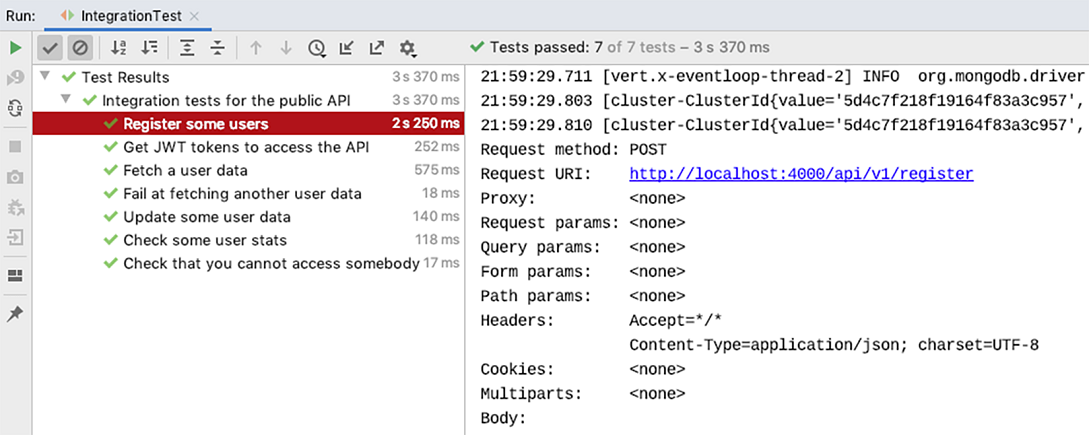 Run: IntegrationTest ×
Tests passed: 7 of 7 tests – 3 s 370 ms
Test Results 3 s 370 ms
Integration tests for the public API 3 s 370 ms
Register some users 2 s 250 ms
Get JWT tokens to access the API 252 ms
Fetch a user data 575 ms
Fail at fetching another user data 18 ms
Update some user data 140 ms
Check some user stats 118 ms
Check that you cannot access somebody 17 ms
21:59:29.711 [vert.x-eventloop-thread-2] INFO  org.mongodb.driver
21:59:29.803 [cluster-ClusterId{value='5d4c7f218f19164f83a3c957',
21:59:29.810 [cluster-ClusterId{value='5d4c7f218f19164f83a3c957',
Request method: POST
Request URI: http://localhost:4000/api/v1/register
Proxy: <none>
Request params: <none>
Query params: <none>
Form params: <none>
Path params: <none>
Headers: Accept=*/*
Content-Type=application/json; charset=UTF-8
Cookies: <none>
Multiparts: <none>
Body: